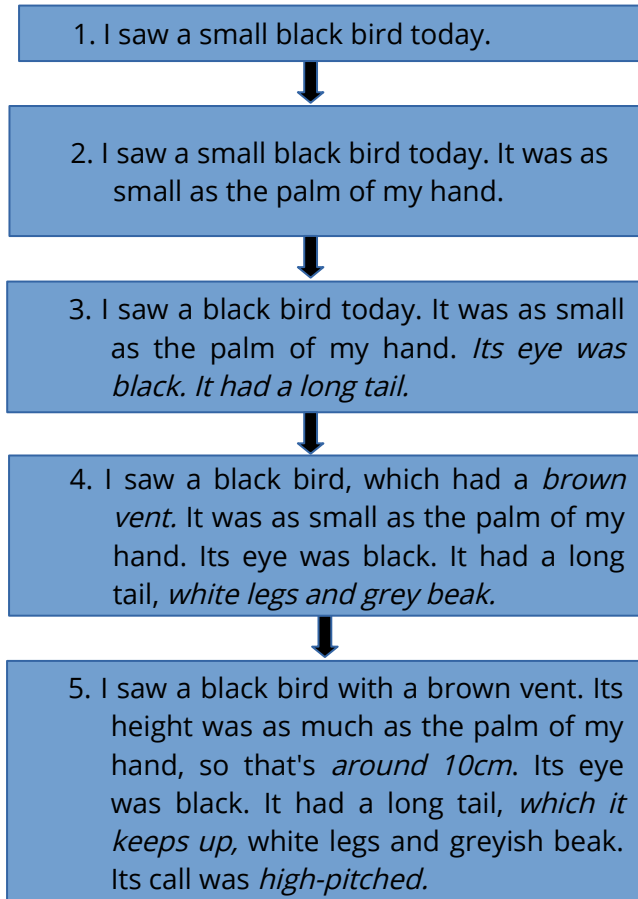 1. I saw a small black bird today.
2. I saw a small black bird today. It was as
small as the palm of my hand.
3. I saw a black bird today. It was as small
as the palm of my hand. Its eye was
black. It had a long tail.
4. I saw a black bird, which had a brown
vent. It was as small as the palm of my
hand. Its eye was black. It had a long
tail, white legs and grey beak.
5. I saw a black bird with a brown vent. Its
height was as much as the palm of my
hand, so that's around 10cm. Its eye
was black. It had a long tail, which it
keeps up, white legs and greyish beak.
Its call was high-pitched.